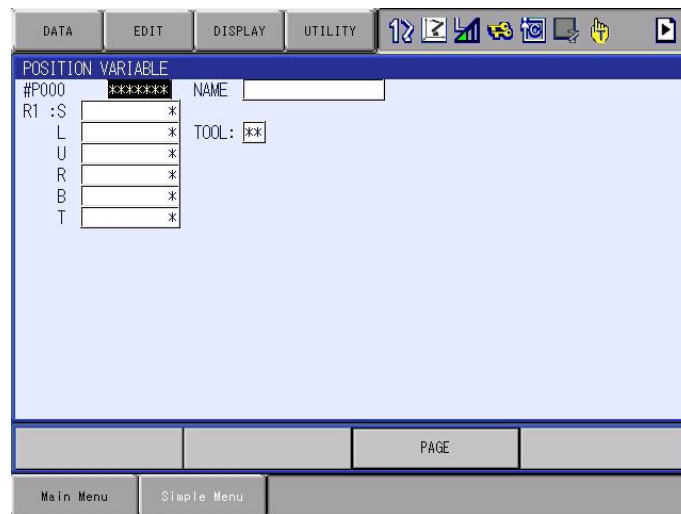 DATA EDIT DISPLAY UTILITY
POSITION VARIABLE
#P000 ******* NAME
R1 :S *
L * TOOL: **
U *
R *
B *
T *
PAGE
Main Menu Simple Menu